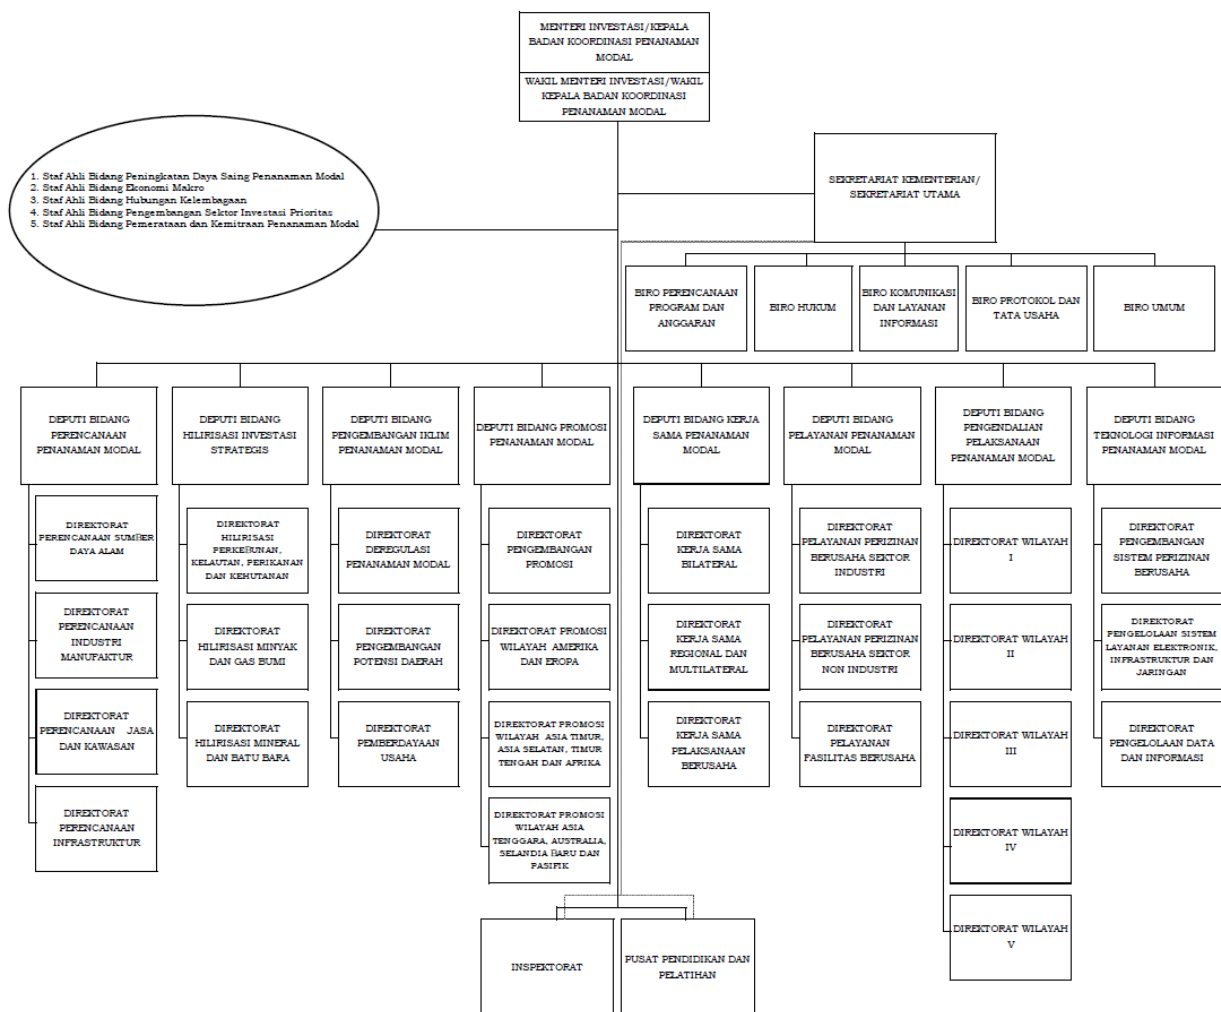 MENTERI INVESTASI/KEPALA
BADAN KOORDINASI PENANAMAN
MODAL
WAKIL MENTERI INVESTASI/WAKIL
KEPALA BADAN KOORDINASI
PENANAMAN MODAL
1. Staf Ahli Bidang Peningkatan Daya Saing Penanaman Modal
2. Staf Ahli Bidang Ekonomi Makro
3. Staf Ahli Bidang Hubungan Kelembagaan
4. Staf Ahli Bidang Pengembangan Sektor Investasi Prioritas
5. Staf Ahli Bidang Pemerataan dan Kemitraan Penanaman Modal
SEKRETARIAT KEMENTERIAN/
SEKRETARIAT UTAMA
BIRO PERENCANAAN
PROGRAM DAN
ANGGARAN
BIRO HUKUM
BIRO KOMUNIKASI
DAN LAYANAN
INFORMASI
BIRO PROTOKOL DAN
TATA USAHA
BIRO UMUM
DEPUTI BIDANG
PERENCANAAN
PENANAMAN MODAL
DEPUTI BIDANG
HILIRISASI INVESTASI
STRATEGIS
DEPUTI BIDANG
PENGEMBANGAN IKLIM
PENANAMAN MODAL
DEPUTI BIDANG PROMOSI
PENANAMAN MODAL
DEPUTI BIDANG KERJA
SAMA PENANAMAN
MODAL
DEPUTI BIDANG
PELAYANAN PENANAMAN
MODAL
DEPUTI BIDANG
PENGENDALIAN
PELAKSANAAN
PENANAMAN MODAL
DEPUTI BIDANG
TEKNOLOGI INFORMASI
PENANAMAN MODAL
DIREKTORAT
PERENCANAAN SUMBER
DAYA ALAM
DIREKTORAT
PERENCANAAN
INDUSTRI
MANUFAKTUR
DIREKTORAT
PERENCANAAN JASA
DAN KAWASAN
DIREKTORAT
PERENCANAAN
INFRASTRUKTUR
DIREKTORAT
HILIRISASI
PERKEBUNAN,
KELAUTAN, PERIKANAN
DAN KEHUTANAN
DIREKTORAT
HILIRISASI MINYAK
DAN GAS BUMI
DIREKTORAT
HILIRISASI MINERAL
DAN BATU BARA
DIREKTORAT
DEREGULASI
PENANAMAN MODAL
DIREKTORAT
PENGEMBANGAN
POTENSI DAERAH
DIREKTORAT
PEMBERDAYAAN
USAHA
DIREKTORAT
PENGEMBANGAN
PROMOSI
DIREKTORAT PROMOSI
WILAYAH AMERIKA
DAN EROPA
DIREKTORAT PROMOSI
WILAYAH ASIA TIMUR,
ASIA SELATAN, TIMUR
TENGAH DAN AFRIKA
DIREKTORAT PROMOSI
WILAYAH ASIA
TENGGARA, AUSTRALIA,
SELANDIA BARU DAN
PASIFIK
DIREKTORAT
KERJA SAMA
BILATERAL
DIREKTORAT
KERJA SAMA
REGIONAL DAN
MULTILATERAL
DIREKTORAT
KERJA SAMA
PELAKSANAAN
BERUSAHA
DIREKTORAT
PELAYANAN PERIZINAN
BERUSAHA SEKTOR
INDUSTRI
DIREKTORAT
PELAYANAN PERIZINAN
BERUSAHA SEKTOR
NON INDUSTRI
DIREKTORAT
PELAYANAN
FASILITAS BERUSAHA
DIREKTORAT WILAYAH
I
DIREKTORAT WILAYAH
II
DIREKTORAT WILAYAH
III
DIREKTORAT WILAYAH
IV
DIREKTORAT WILAYAH
V
DIREKTORAT
PENGEMBANGAN
SISTEM PERIZINAN
BERUSAHA
DIREKTORAT
PENGELOLAAN SISTEM
LAYANAN ELEKTRONIK,
INFRASTRUKTUR DAN
JARINGAN
DIREKTORAT
PENGELOLAAN DATA
DAN INFORMASI
INSPEKTORAT
PUSAT PENDIDIKAN DAN
PELATIHAN